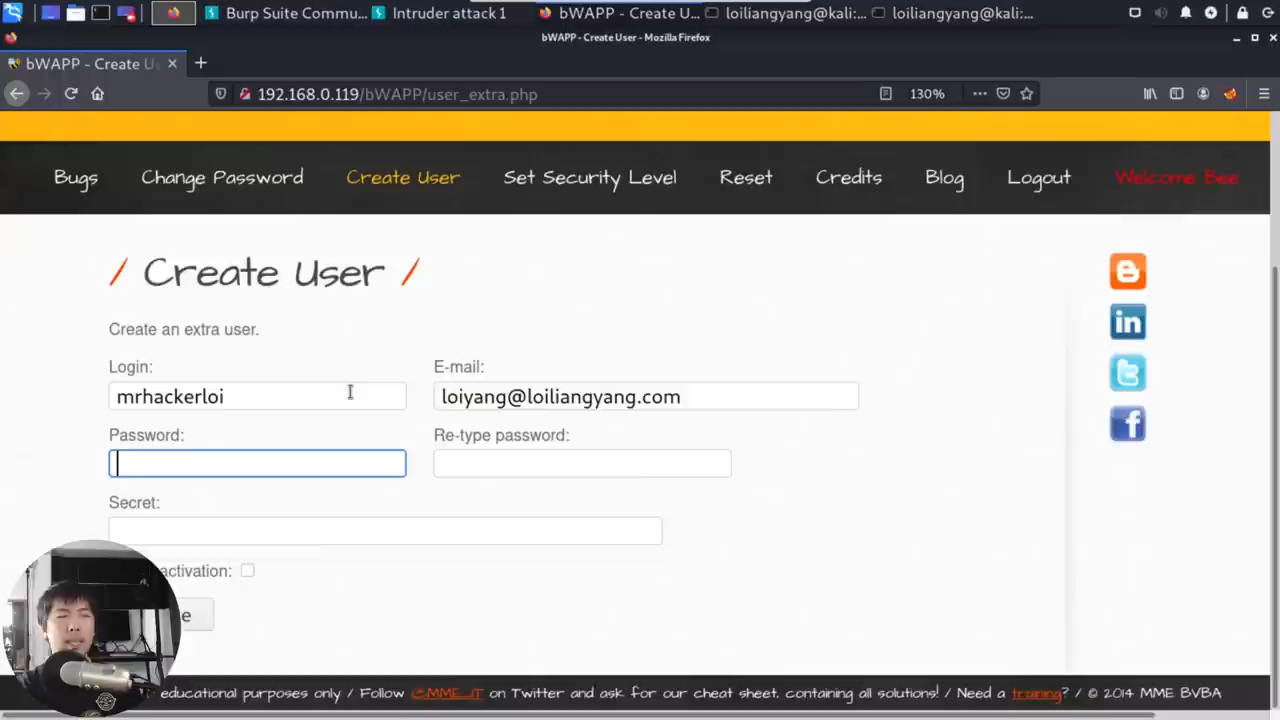 Burp Suite Commu... Intruder attack 1 bWAPP - Create U... loiliangyang@kali:... loiliangyang@kali:...
bWAPP - Create User - Mozilla Firefox
bWAPP - Create U
192.168.0.119/bWAPP/user_extra.php 130%
Bugs Change Password Create User Set Security Level Reset Credits Blog Logout Welcome Bee
/ Create User /
Create an extra user.
Login: E-mail:
mrhackerloi loiyang@loiliangyang.com
Password: Re-type password:
Secret:
activation:
e
educational purposes only / Follow @MME_IT on Twitter and ask for our cheat sheet, containing all solutions! / Need a training? / © 2014 MME BVBA